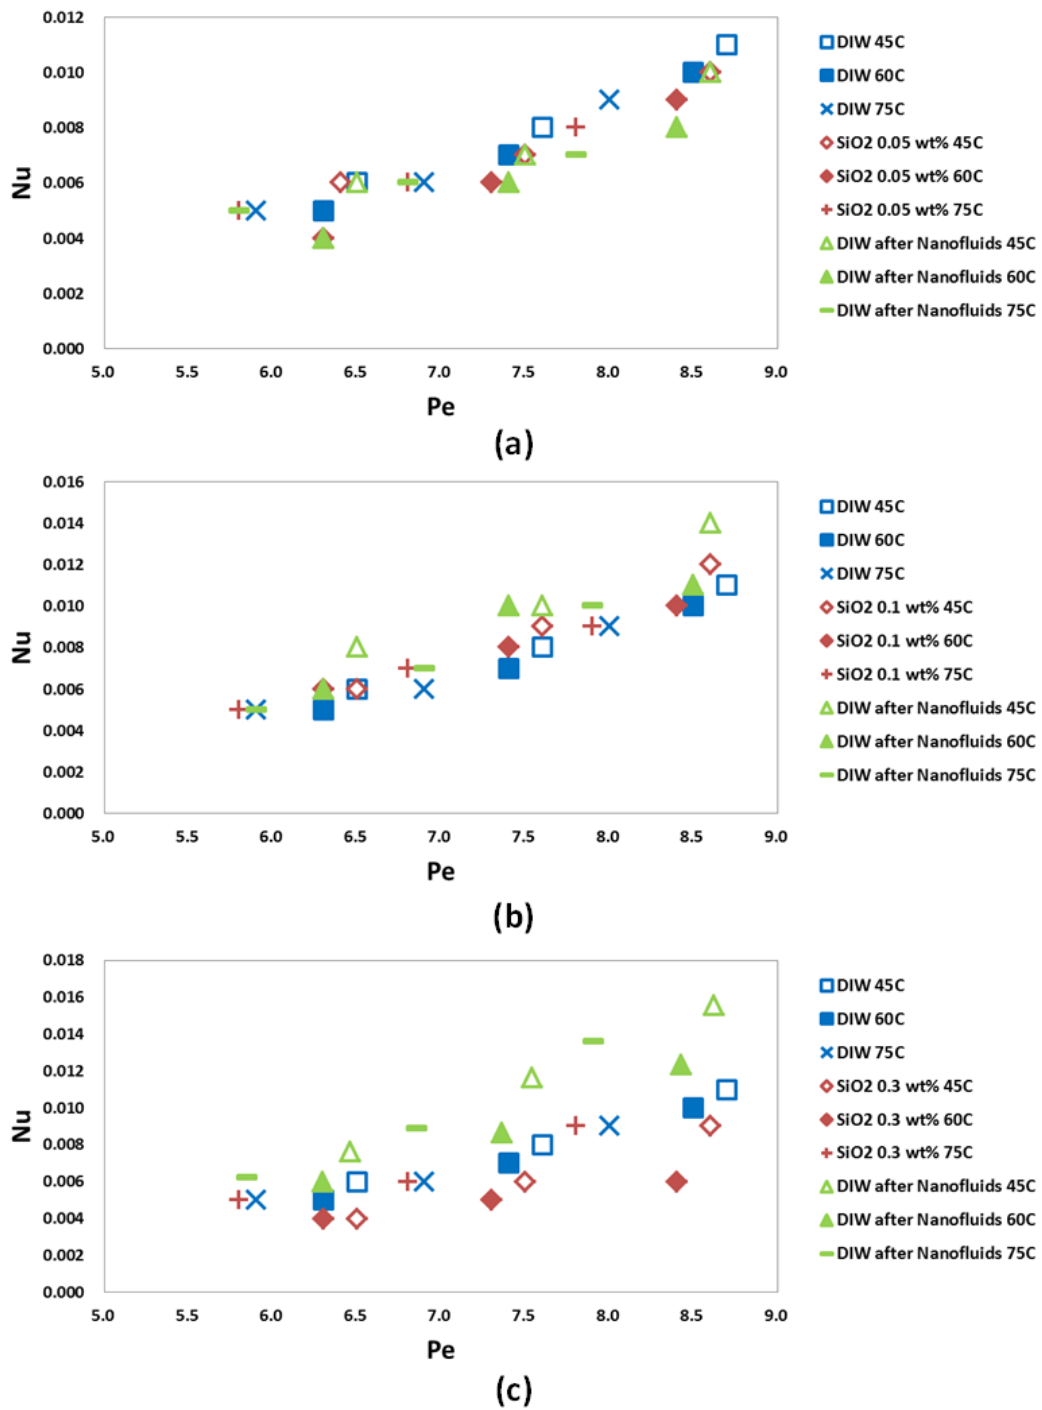 0.012
0.010
0.008
0.006
0.004
0.002
0.000
Nu
5.0 5.5 6.0 6.5 7.0 7.5 8.0 8.5 9.0
Pe
DIW 45C
DIW 60C
DIW 75C
SiO2 0.05 wt% 45C
SiO2 0.05 wt% 60C
SiO2 0.05 wt% 75C
DIW after Nanofluids 45C
DIW after Nanofluids 60C
DIW after Nanofluids 75C
(a)
0.016
0.014
0.012
0.010
0.008
0.006
0.004
0.002
0.000
Nu
5.0 5.5 6.0 6.5 7.0 7.5 8.0 8.5 9.0
Pe
DIW 45C
DIW 60C
DIW 75C
SiO2 0.1 wt% 45C
SiO2 0.1 wt% 60C
SiO2 0.1 wt% 75C
DIW after Nanofluids 45C
DIW after Nanofluids 60C
DIW after Nanofluids 75C
(b)
0.018
0.016
0.014
0.012
0.010
0.008
0.006
0.004
0.002
0.000
Nu
5.0 5.5 6.0 6.5 7.0 7.5 8.0 8.5 9.0
Pe
DIW 45C
DIW 60C
DIW 75C
SiO2 0.3 wt% 45C
SiO2 0.3 wt% 60C
SiO2 0.3 wt% 75C
DIW after Nanofluids 45C
DIW after Nanofluids 60C
DIW after Nanofluids 75C
(c)